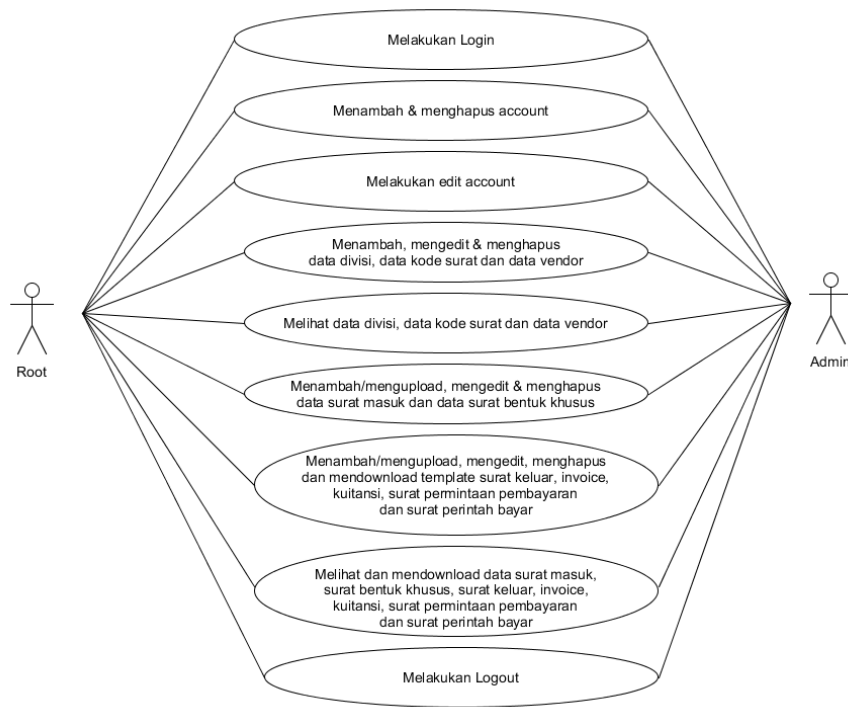 Melakukan Login
Menambah & menghapus account
Melakukan edit account
Menambah, mengedit & menghapus
data divisi, data kode surat dan data vendor
Melihat data divisi, data kode surat dan data vendor
Root
Admin
Menambah/mengupload, mengedit & menghapus
data surat masuk dan data surat bentuk khusus
Menambah/mengupload, mengedit, menghapus
dan mendownload template surat keluar, invoice,
kuitansi, surat permintaan pembayaran
dan surat perintah bayar
Melihat dan mendownload data surat masuk,
surat bentuk khusus, surat keluar, invoice,
kuitansi, surat permintaan pembayaran
dan surat perintah bayar
Melakukan Logout